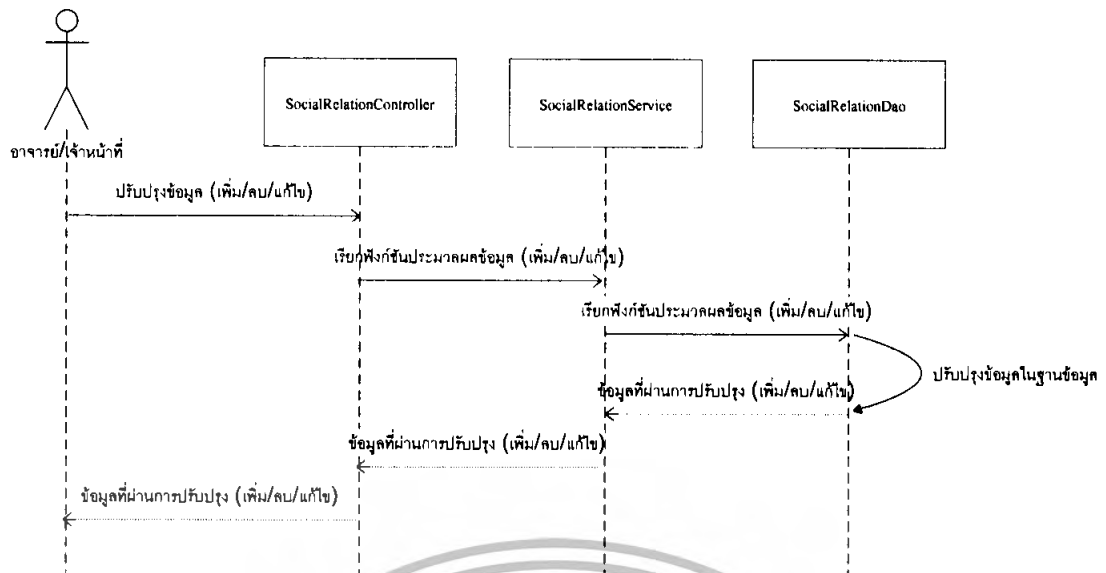 SocialRelationController
SocialRelationService
SocialRelationDao
อาจารย์/เจ้าหน้าที่
ปรับปรุงข้อมูล (เพิ่ม/ลบ/แก้ไข)
เรียกฟังก์ชันประมวลผลข้อมูล (เพิ่ม/ลบ/แก้ไข)
เรียกฟังก์ชันประมวลผลข้อมูล (เพิ่ม/ลบ/แก้ไข)
ปรับปรุงข้อมูลในฐานข้อมูล
ข้อมูลที่ผ่านการปรับปรุง (เพิ่ม/ลบ/แก้ไข)
ข้อมูลที่ผ่านการปรับปรุง (เพิ่ม/ลบ/แก้ไข)
ข้อมูลที่ผ่านการปรับปรุง (เพิ่ม/ลบ/แก้ไข)